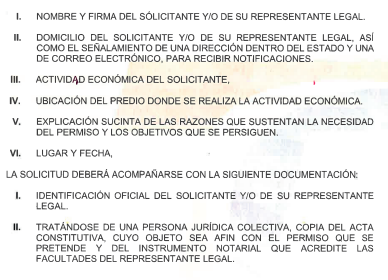 I. NOMBRE Y FIRMA DEL SOLICITANTE Y/O DE SU REPRESENTANTE LEGAL.
II. DOMICILIO DEL SOLICITANTE Y/O DE SU REPRESENTANTE LEGAL, ASÍ
COMO EL SEÑALAMIENTO DE UNA DIRECCIÓN DENTRO DEL ESTADO Y UNA
DE CORREO ELECTRÓNICO, PARA RECIBIR NOTIFICACIONES.
III. ACTIVIDAD ECONÓMICA DEL SOLICITANTE,
IV. UBICACIÓN DEL PREDIO DONDE SE REALIZA LA ACTIVIDAD ECONÓMICA.
V. EXPLICACIÓN SUCINTA DE LAS RAZONES QUE SUSTENTAN LA NECESIDAD
DEL PERMISO Y LOS OBJETIVOS QUE SE PERSIGUEN.
VI. LUGAR Y FECHA,
LA SOLICITUD DEBERÁ ACOMPAÑARSE CON LA SIGUIENTE DOCUMENTACIÓN:
I. IDENTIFICACIÓN OFICIAL DEL SOLICITANTE Y/O DE SU REPRESENTANTE
LEGAL.
II. TRATÁNDOSE DE UNA PERSONA JURÍDICA COLECTIVA, COPIA DEL ACTA
CONSTITUTIVA, CUYO OBJETO SEA AFIN CON EL PERMISO QUE SE
PRETENDE Y DEL INSTRUMENTO NOTARIAL QUE ACREDITE LAS
FACULTADES DEL REPRESENTANTE LEGAL.